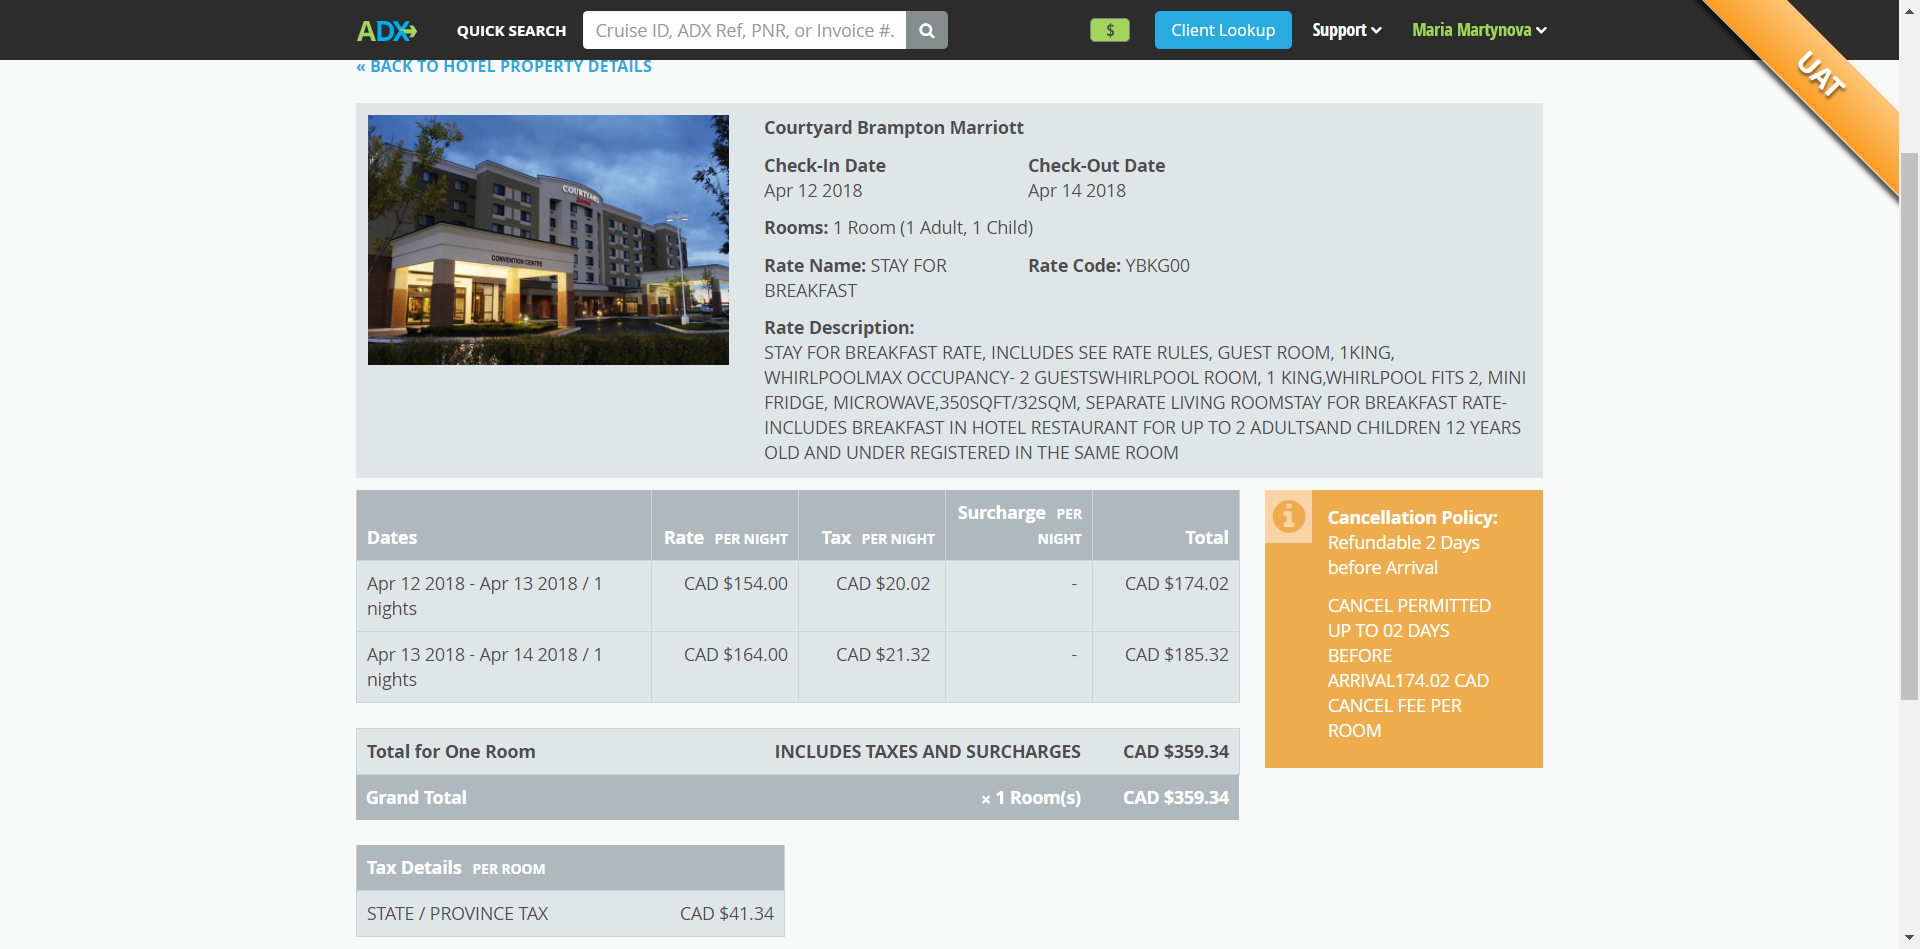 ADX
QUICK SEARCH
Cruise ID, ADX Ref, PNR, or Invoice #.
$
Client Lookup
Support
Maria Martynova
UAT
« BACK TO HOTEL PROPERTY DETAILS
COURTYARD
CONVENTION CENTRE
Courtyard Brampton Marriott
Check-In Date
Check-Out Date
Apr 12 2018
Apr 14 2018
Rooms: 1 Room (1 Adult, 1 Child)
Rate Name: STAY FOR
BREAKFAST
Rate Code: YBKG00
Rate Description:
STAY FOR BREAKFAST RATE, INCLUDES SEE RATE RULES, GUEST ROOM, 1KING,
WHIRLPOOLMAX OCCUPANCY- 2 GUESTSWHIRLPOOL ROOM, 1 KING,WHIRLPOOL FITS 2, MINI
FRIDGE, MICROWAVE,350SQFT/32SQM, SEPARATE LIVING ROOMSTAY FOR BREAKFAST RATE-
INCLUDES BREAKFAST IN HOTEL RESTAURANT FOR UP TO 2 ADULTSAND CHILDREN 12 YEARS
OLD AND UNDER REGISTERED IN THE SAME ROOM
Dates
Rate PER NIGHT
Tax PER NIGHT
Surcharge PER
NIGHT
Total
Apr 12 2018 - Apr 13 2018 / 1
nights
CAD $154.00
CAD $20.02
-
CAD $174.02
Apr 13 2018 - Apr 14 2018 / 1
nights
CAD $164.00
CAD $21.32
-
CAD $185.32
Total for One Room
INCLUDES TAXES AND SURCHARGES
CAD $359.34
Grand Total
× 1 Room(s)
CAD $359.34
Cancellation Policy:
Refundable 2 Days
before Arrival
CANCEL PERMITTED
UP TO 02 DAYS
BEFORE
ARRIVAL174.02 CAD
CANCEL FEE PER
ROOM
Tax Details PER ROOM
STATE / PROVINCE TAX
CAD $41.34